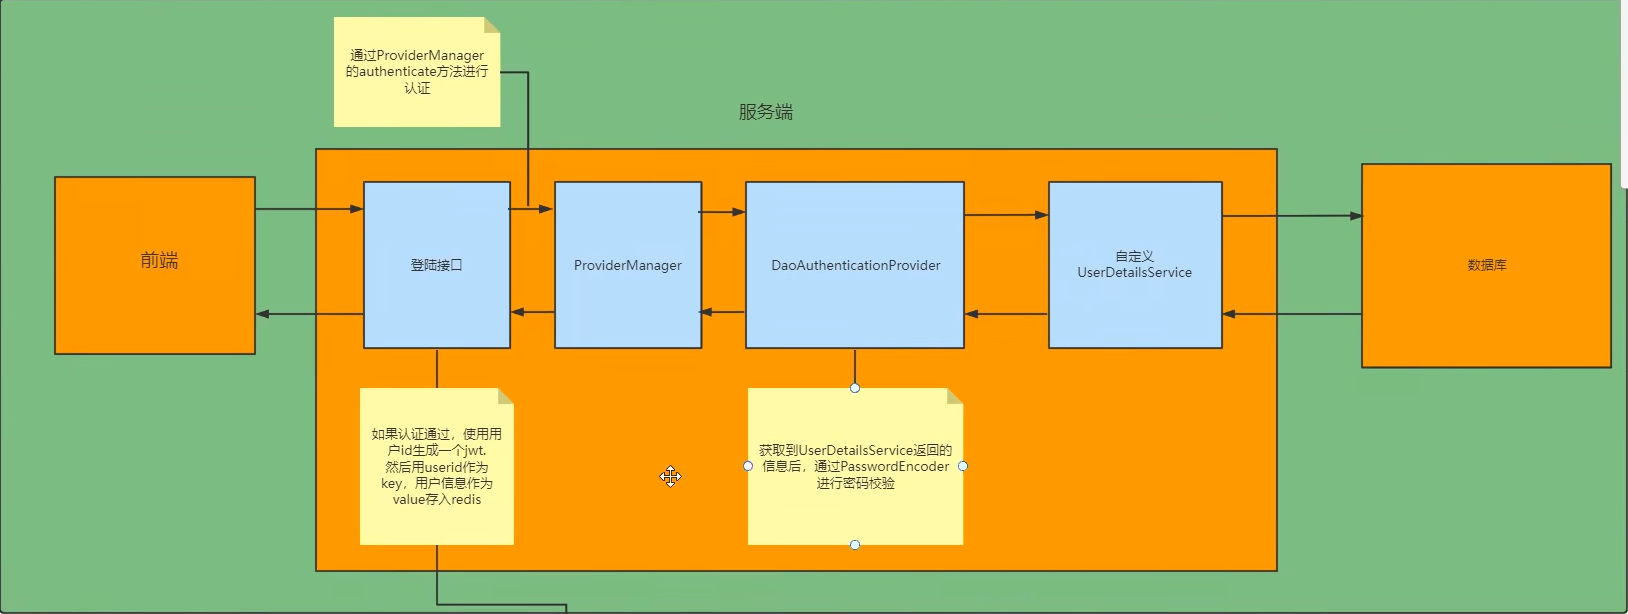 通过ProviderManager
的authenticate方法进行
认证
服务端
前端
登陆接口
ProviderManager
DaoAuthenticationProvider
自定义
UserDetailsService
数据库
如果认证通过，使用用
户id生成一个jwt.
然后用userid作为
key，用户信息作为
value存入redis
获取到UserDetailsService返回的
信息后，通过PasswordEncoder
进行密码校验